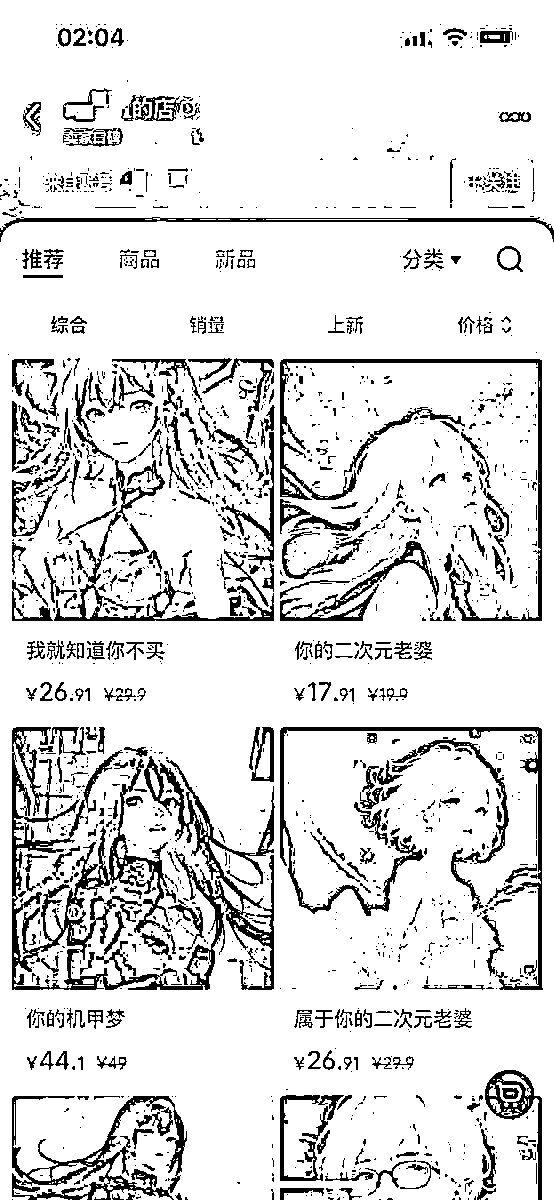 02:04
的店
推荐 商品 新品 分类
综合 销量 上新 价格
我就知道你不买 你的二次元老婆
¥26.91 ¥29.9 ¥17.91 ¥19.9
你的机甲梦 属于你的二次元老婆
¥44.1 ¥49 ¥26.91 ¥29.9